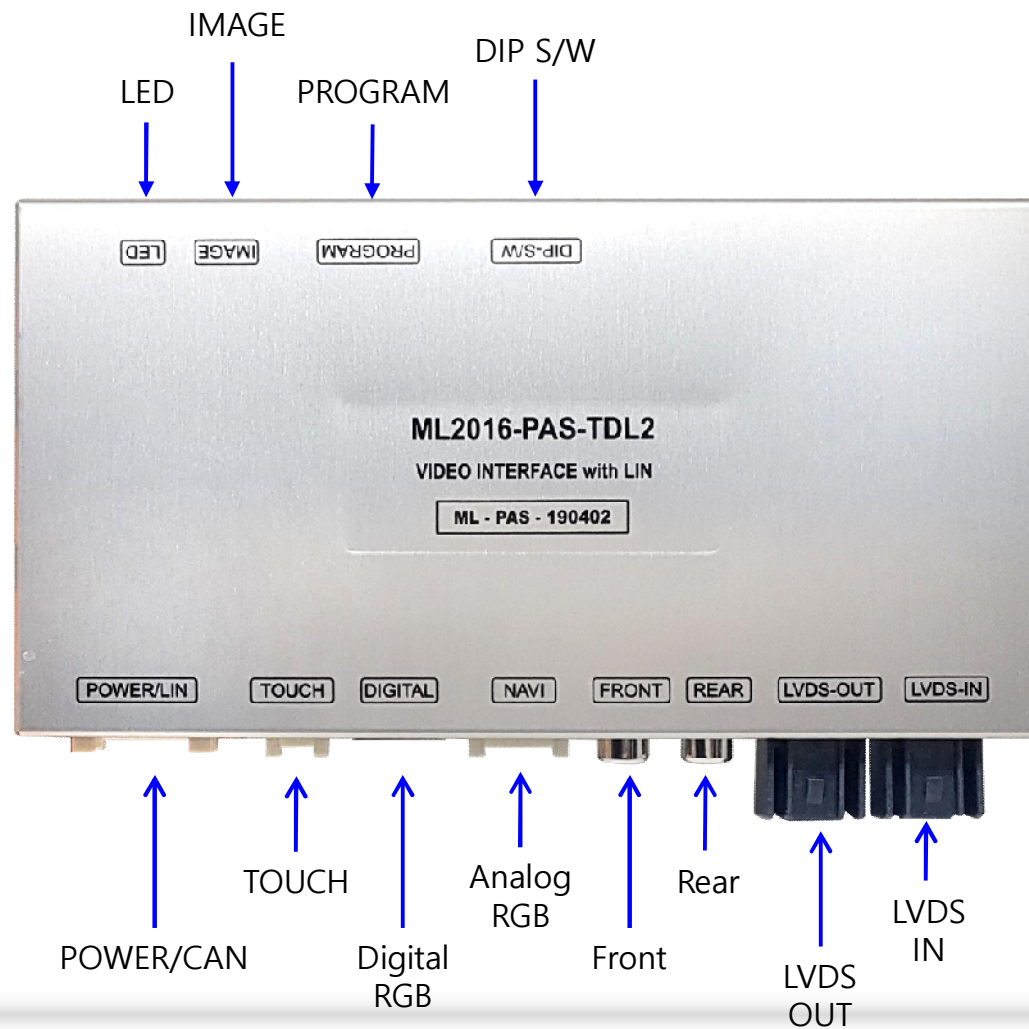 IMAGE
DIP S/W
LED
PROGRAM
LED
IMAGE
PROGRAM
DIP-S/W
ML2016-PAS-TDL2
VIDEO INTERFACE with LIN
ML - PAS - 190402
POWER/LIN
TOUCH
DIGITAL
NAVI
FRONT
REAR
LVDS-OUT
LVDS-IN
TOUCH
Analog
RGB
Rear
LVDS
IN
POWER/CAN
Digital
RGB
Front
LVDS
OUT